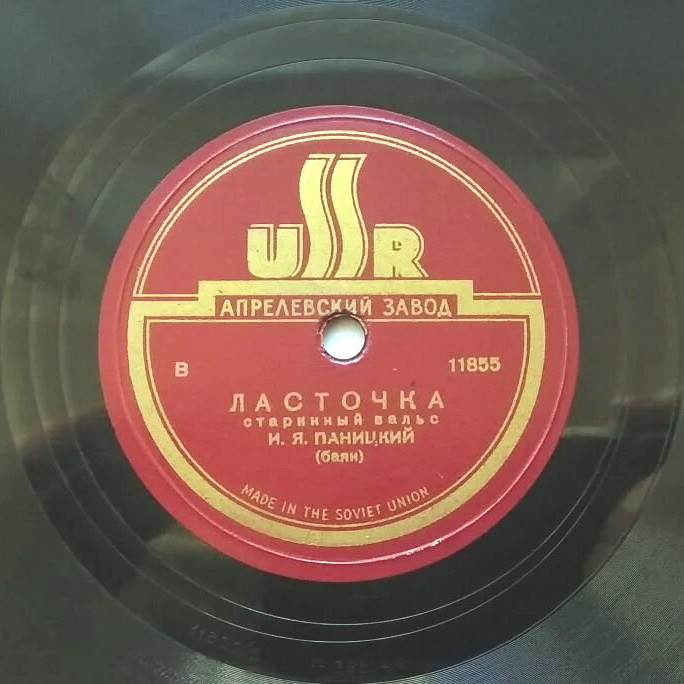 USSR
АПРЕЛЕВСКИЙ ЗАВОД
В 11855
ЛАСТОЧКА
старинный вальс
И. Я. ПАНИЦКИЙ
(баян)
MADE IN THE SOVIET UNION